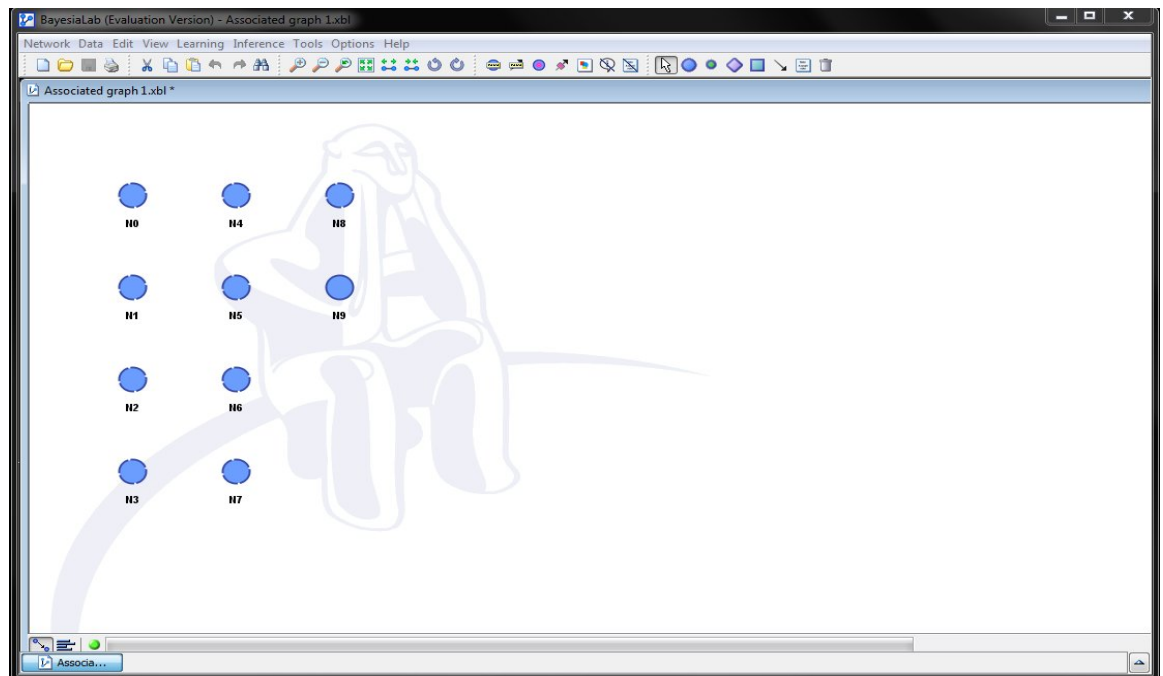 BayesiaLab (Evaluation Version) - Associated graph 1.xbl
Network Data Edit View Learning Inference Tools Options Help
Associated graph 1.xbl *
N0 N4 N8
N1 N5 N9
N2 N6
N3 N7
Associa...